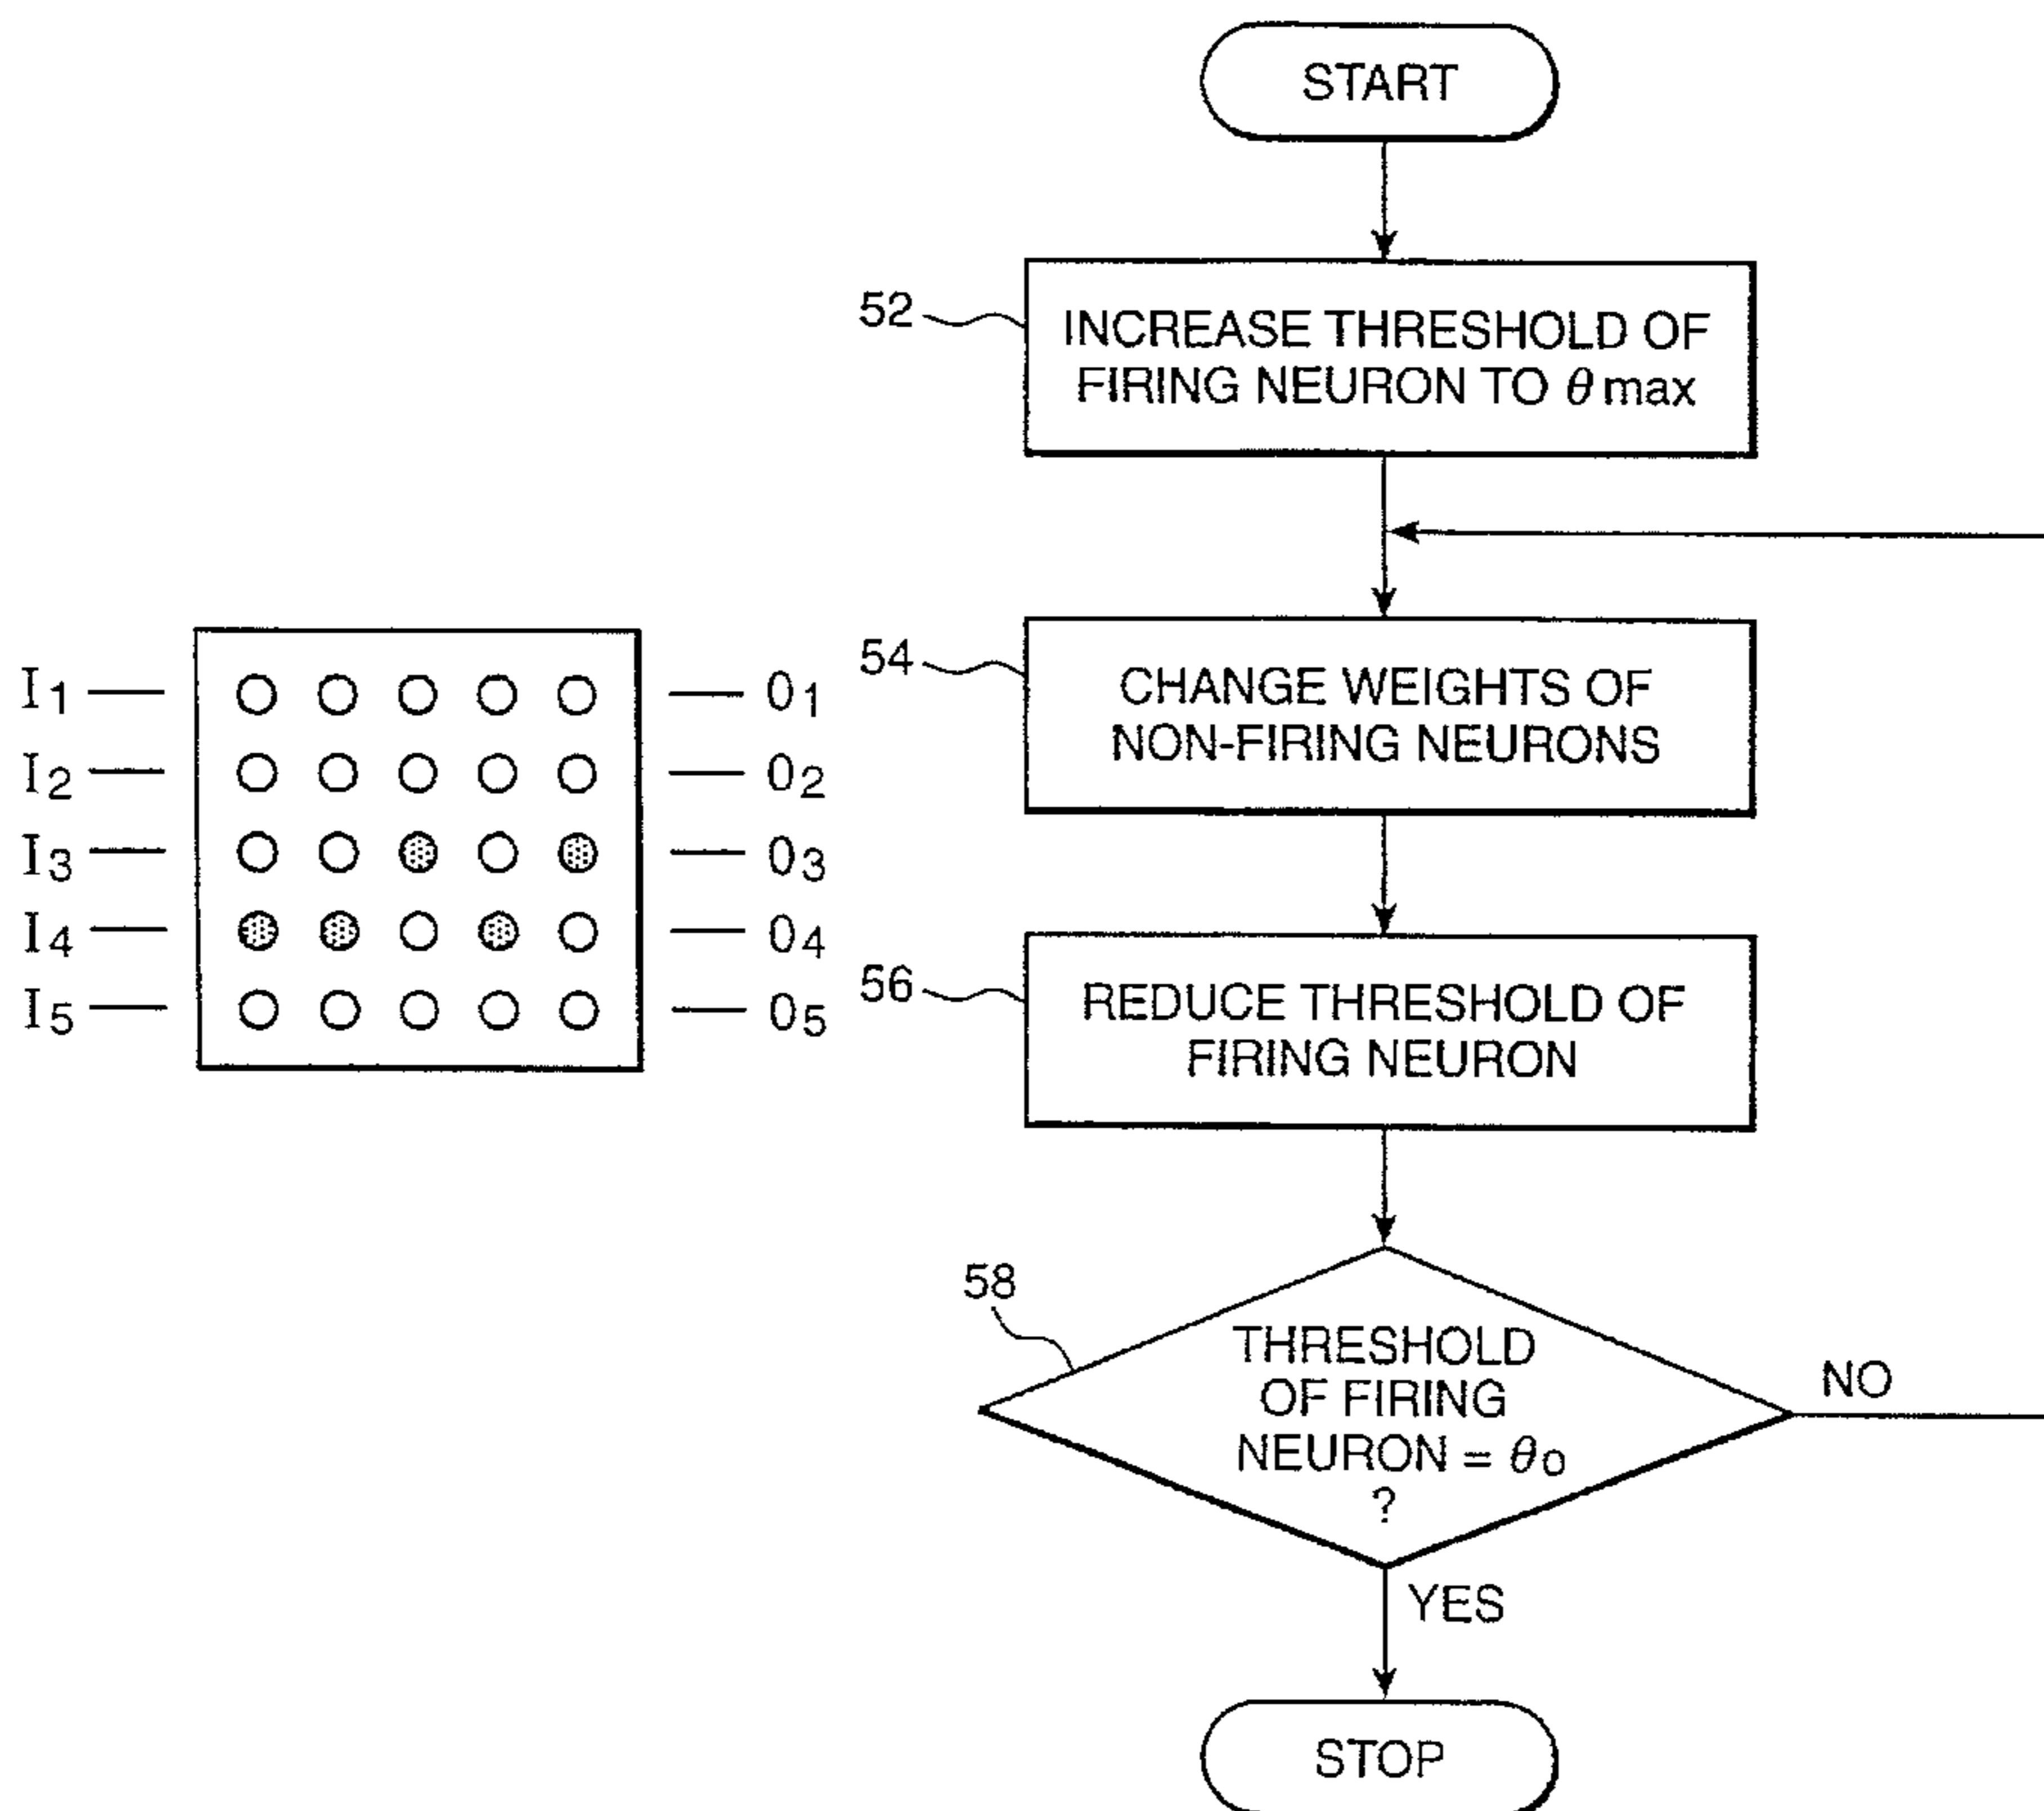 START
52
INCREASE THRESHOLD OF
FIRING NEURON TO θmax
54
CHANGE WEIGHTS OF
NON-FIRING NEURONS
I1
O1
I2
O2
I3
O3
I4
O4
I5
O5
56
REDUCE THRESHOLD OF
FIRING NEURON
58
THRESHOLD
OF FIRING
NEURON = θ0
?
NO
YES
STOP